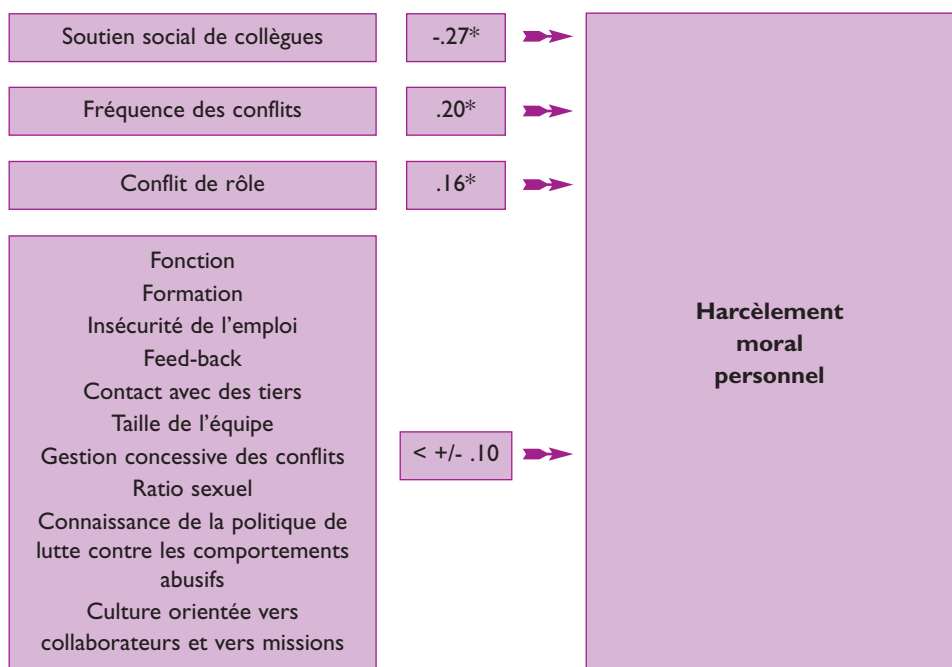 Soutien social de collègues
-.27*
Fréquence des conflits
.20*
Conflit de rôle
.16*
Fonction
Formation
Insécurité de l'emploi
Feed-back
Contact avec des tiers
Taille de l'équipe
Gestion concessive des conflits
Ratio sexuel
Connaissance de la politique de
lutte contre les comportements
abusifs
Culture orientée vers
collaborateurs et vers missions
< +/- .10
Harcèlement
moral
personnel